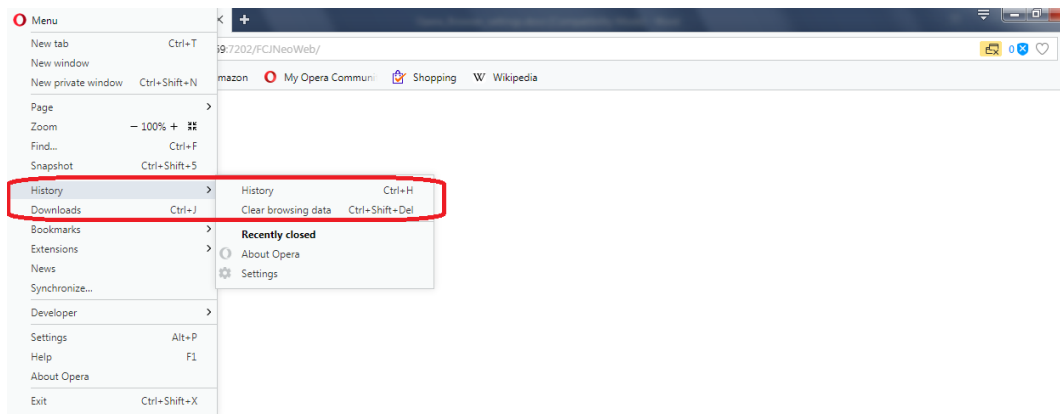 Menu
New tab Ctrl+T
New window
New private window Ctrl+Shift+N
Page
Zoom − 100% +
Find... Ctrl+F
Snapshot Ctrl+Shift+5
History
Downloads Ctrl+J
Bookmarks
Extensions
News
Synchronize...
Developer
Settings Alt+P
Help F1
About Opera
Exit Ctrl+Shift+X
:7202/FCJNeoWeb/
0
My Opera Communi
Shopping
W Wikipedia
History Ctrl+H
Clear browsing data Ctrl+Shift+Del
Recently closed
About Opera
Settings